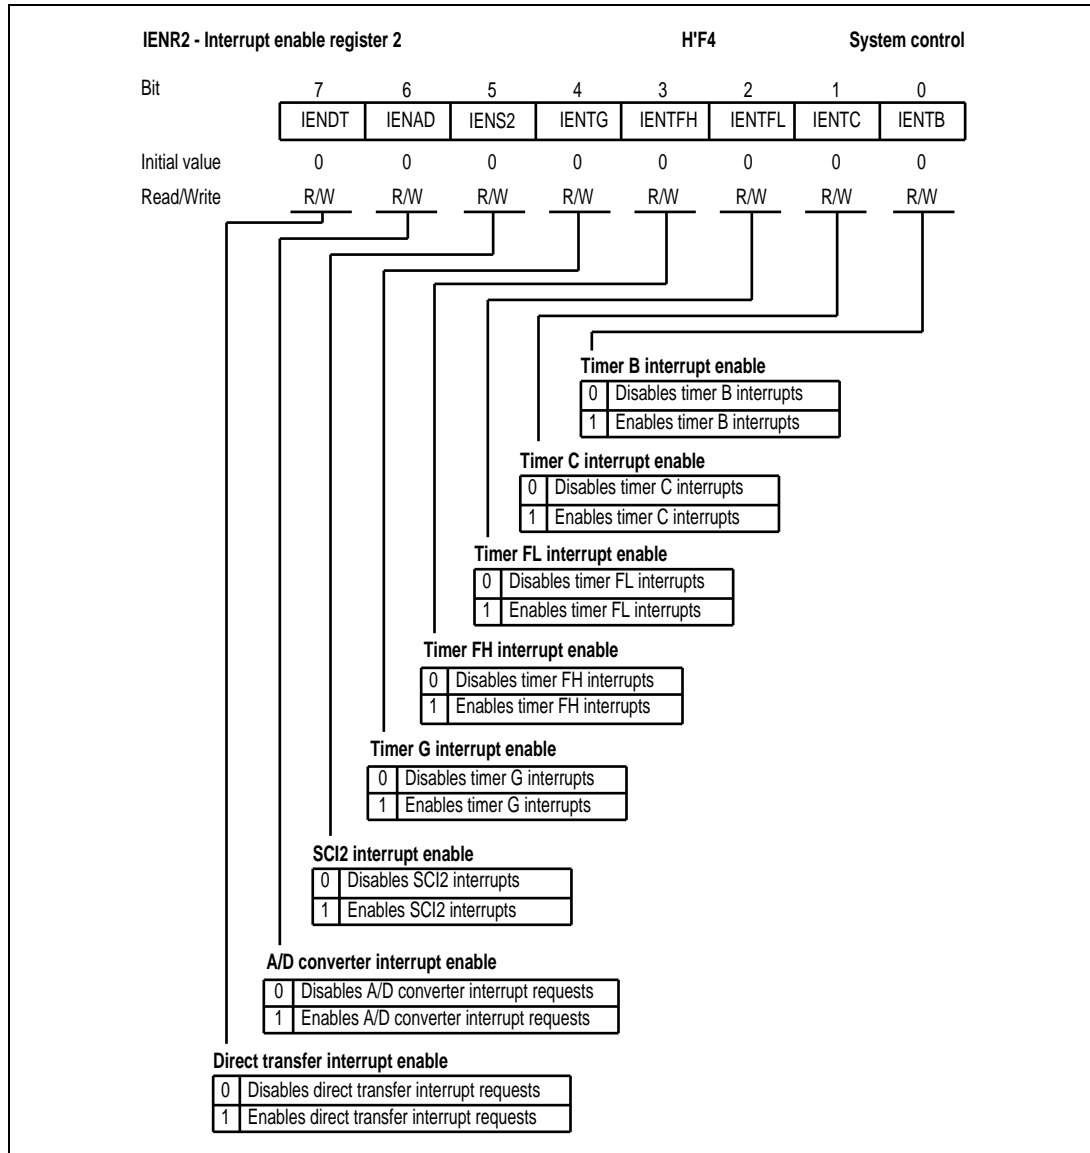 IENR2 - Interrupt enable register 2 H'F4 System control
Bit 7 6 5 4 3 2 1 0
IENDT IENAD IENS2 IENTG IENTFH IENTFL IENTC IENTB
Initial value 0 0 0 0 0 0 0 0
Read/Write R/W R/W R/W R/W R/W R/W R/W R/W
Timer B interrupt enable
0 Disables timer B interrupts
1 Enables timer B interrupts
Timer C interrupt enable
0 Disables timer C interrupts
1 Enables timer C interrupts
Timer FL interrupt enable
0 Disables timer FL interrupts
1 Enables timer FL interrupts
Timer FH interrupt enable
0 Disables timer FH interrupts
1 Enables timer FH interrupts
Timer G interrupt enable
0 Disables timer G interrupts
1 Enables timer G interrupts
SCI2 interrupt enable
0 Disables SCI2 interrupts
1 Enables SCI2 interrupts
A/D converter interrupt enable
0 Disables A/D converter interrupt requests
1 Enables A/D converter interrupt requests
Direct transfer interrupt enable
0 Disables direct transfer interrupt requests
1 Enables direct transfer interrupt requests